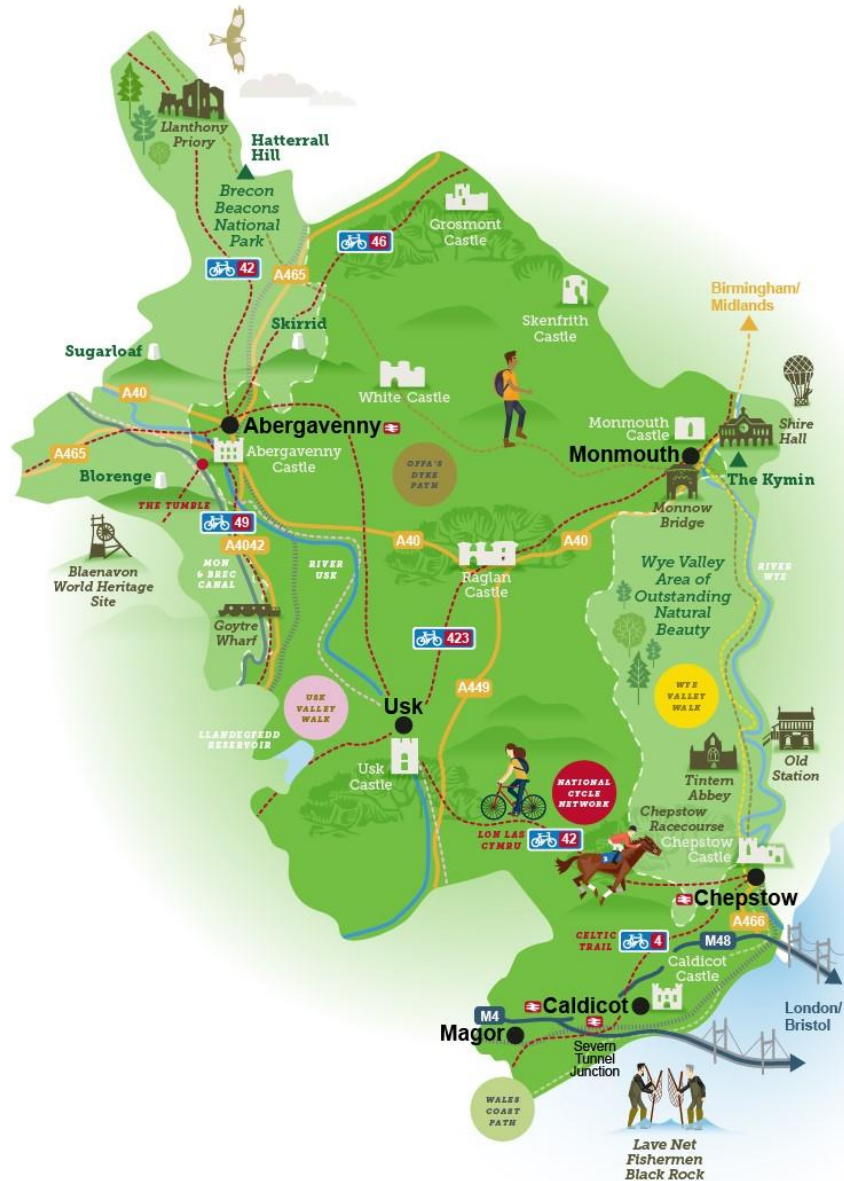 Llanthony
Priory
Hatterrall
Hill
Brecon
Beacons
National
Park
42
46
A465
Grosmont
Castle
Skenfrith
Castle
Birmingham/
Midlands
Skirrid
Sugarloaf
A40
White Castle
Monmouth
Castle
Shire
Hall
Abergavenny
Abergavenny
Castle
A465
Monmouth
The Kymin
Blorenge
OFFA'S
DYKE
PATH
Monnow
Bridge
THE TUMBLE
49
A4042
MON
& BREC
CANAL
RIVER
USK
A40
A40
Raglan
Castle
Blaenavon
World Heritage
Site
Goytre
Wharf
Wye Valley
Area of
Outstanding
Natural
Beauty
RIVER
WYE
423
A449
USK
VALLEY
WALK
WYE
VALLEY
WALK
LLANDEGFEDD
RESERVOIR
Usk
Usk
Castle
NATIONAL
CYCLE
NETWORK
Tintern
Abbey
Old
Station
LON LAS
CYMRU
42
Chepstow
Racecourse
Chepstow
Castle
Chepstow
A466
CELTIC
TRAIL
4
M48
Caldicot
Castle
Caldicot
M4
Magor
Severn
Tunnel
Junction
London/
Bristol
WALES
COAST
PATH
Lave Net
Fishermen
Black Rock